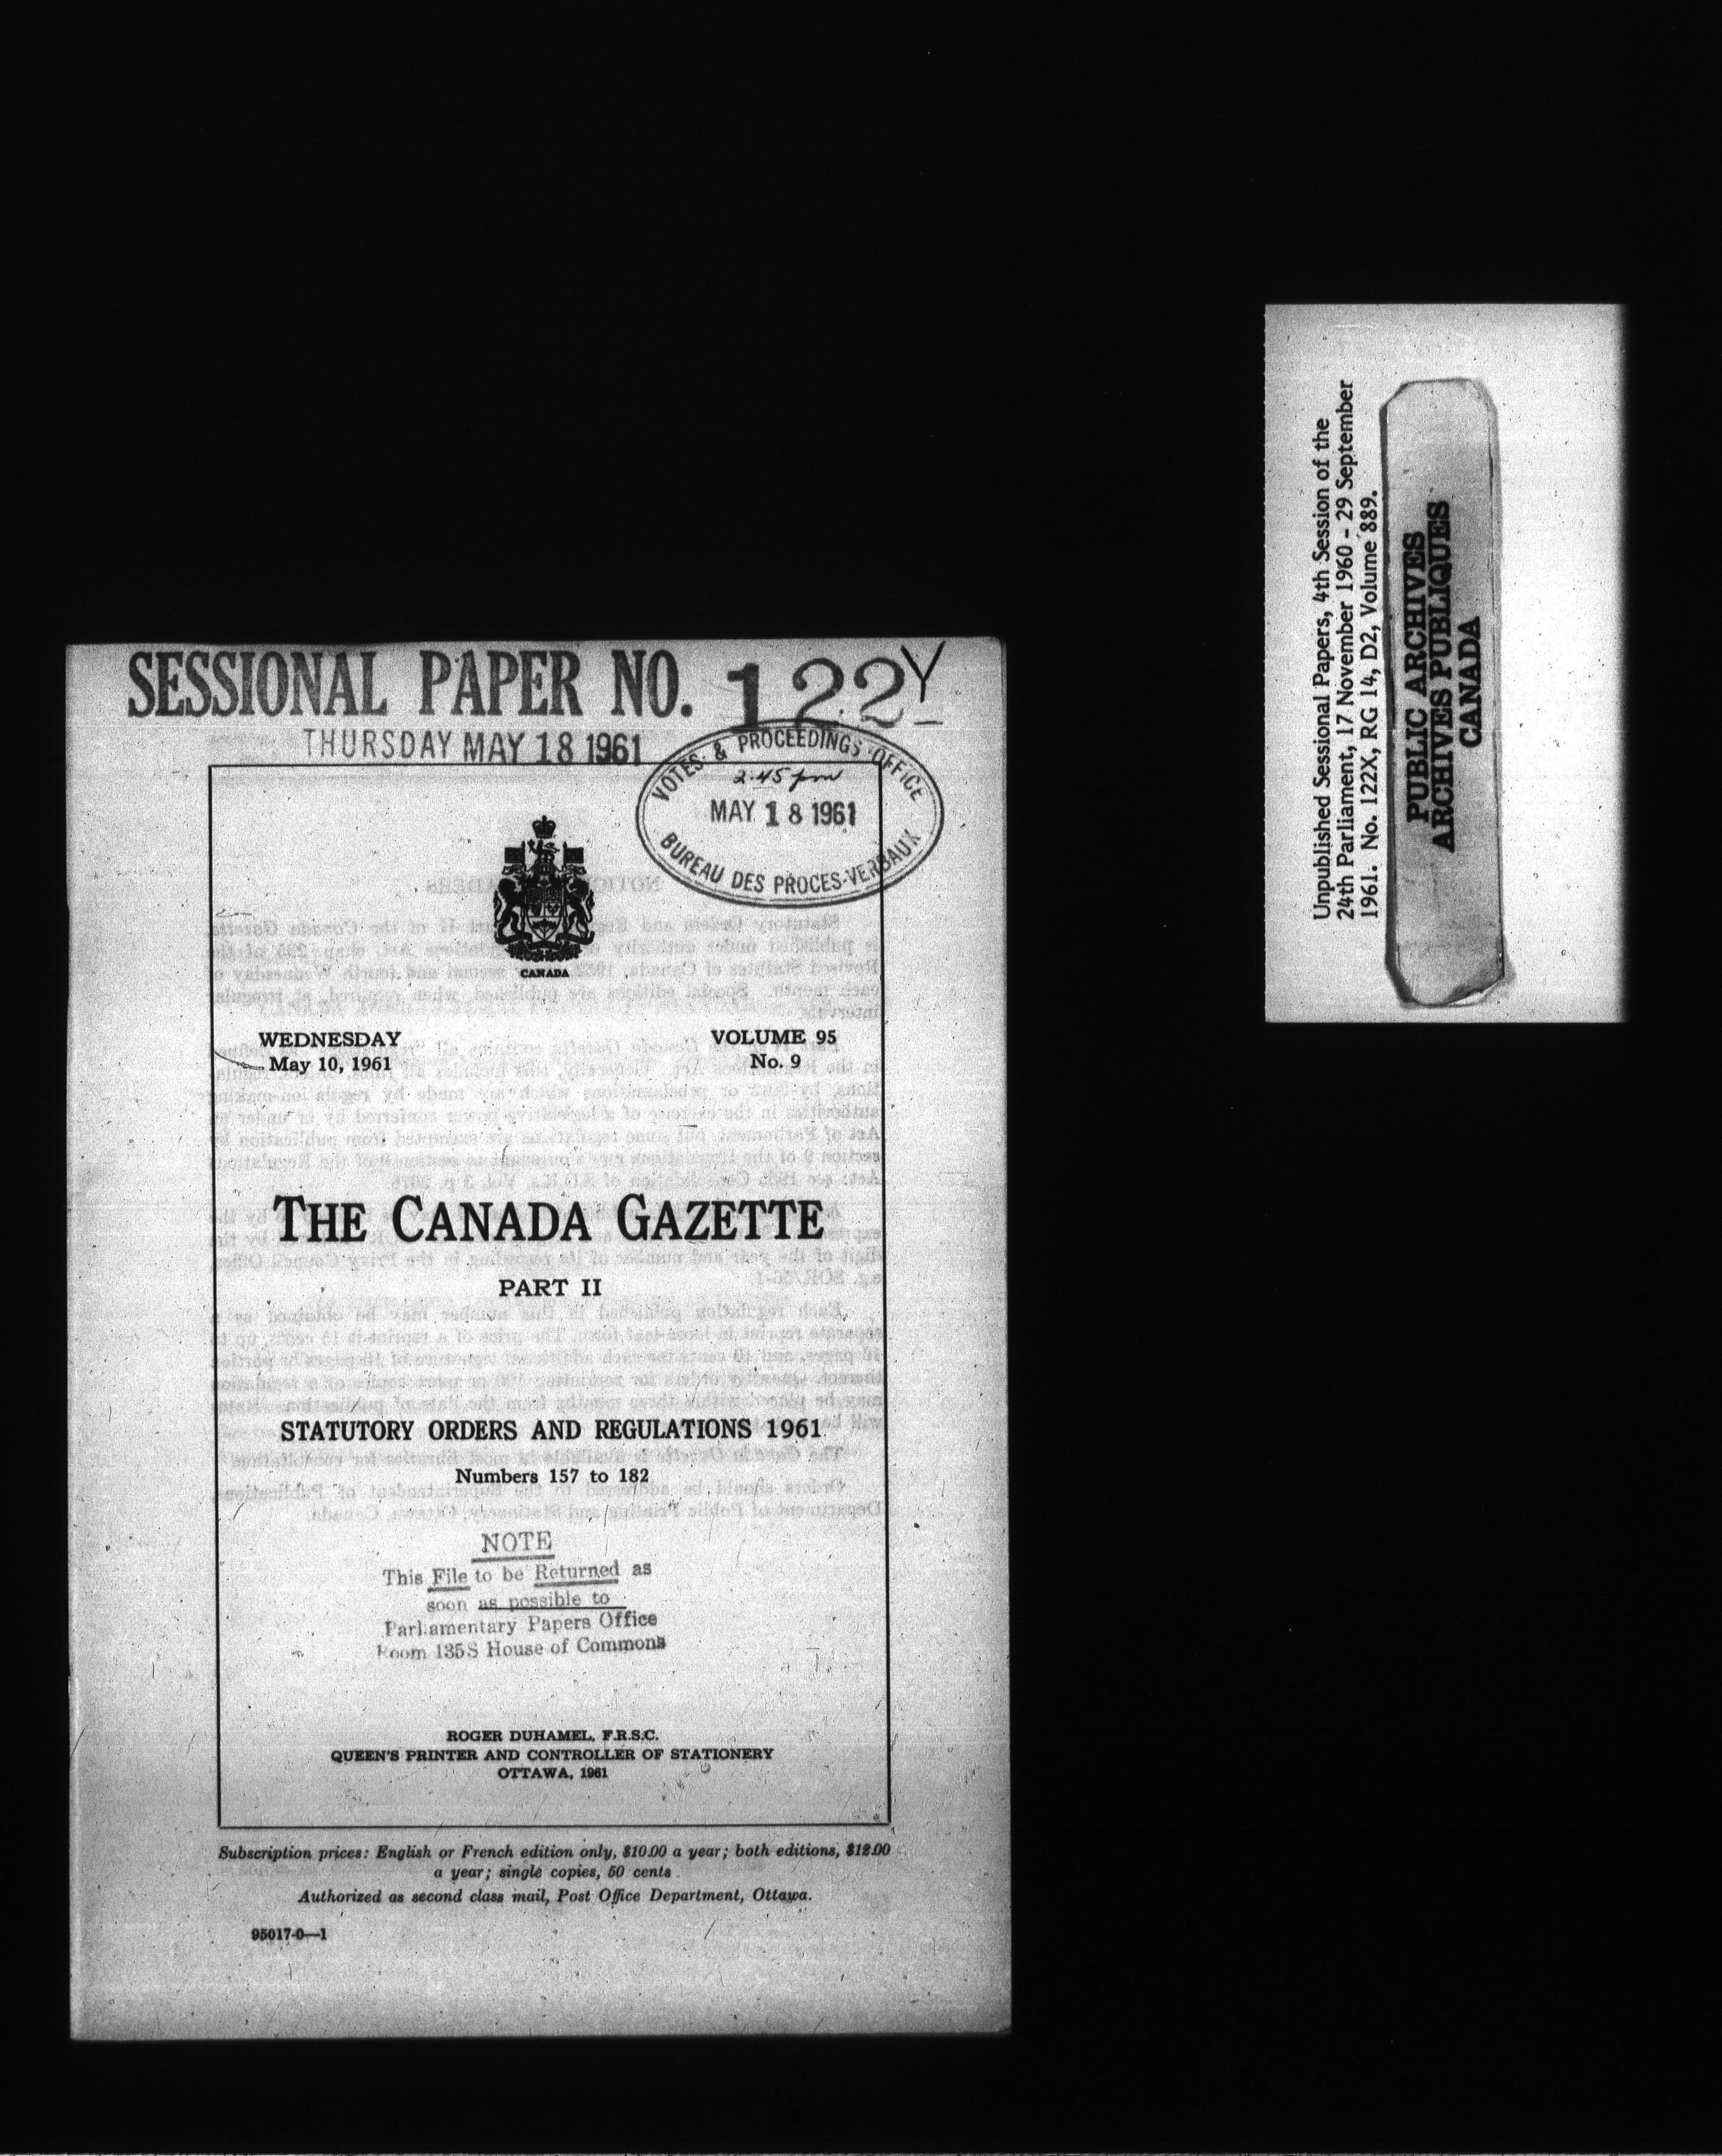 SESSIONAL PAPER NO. 122Y
THURSDAY MAY 18 1961
VOTES & PROCEEDINGS OFFICE
2.45 pm
MAY 18 1961
BUREAU DES PROCES-VERBAUX
CANADA
WEDNESDAY
May 10, 1961
VOLUME 95
No. 9
THE CANADA GAZETTE
PART II
STATUTORY ORDERS AND REGULATIONS 1961
Numbers 157 to 182
NOTE
This File to be Returned as
soon as possible to
Parliamentary Papers Office
Room 135S House of Commons
ROGER DUHAMEL, F.R.S.C.
QUEEN'S PRINTER AND CONTROLLER OF STATIONERY
OTTAWA, 1961
Subscription prices: English or French edition only, $10.00 a year; both editions, $12.00
a year; single copies, 50 cents
Authorized as second class mail, Post Office Department, Ottawa.
95017-0—1
Unpublished Sessional Papers, 4th Session of the
24th Parliament, 17 November 1960 - 29 September
1961. No. 122X, RG 14, D2, Volume 889.
PUBLIC ARCHIVES
ARCHIVES PUBLIQUES
CANADA